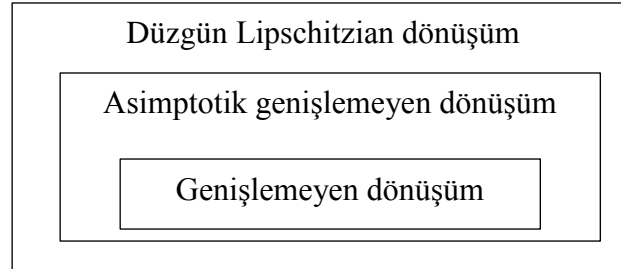 Düzgün Lipschitzian dönüşüm
Asimptotik genişlemeyen dönüşüm
Genişlemeyen dönüşüm